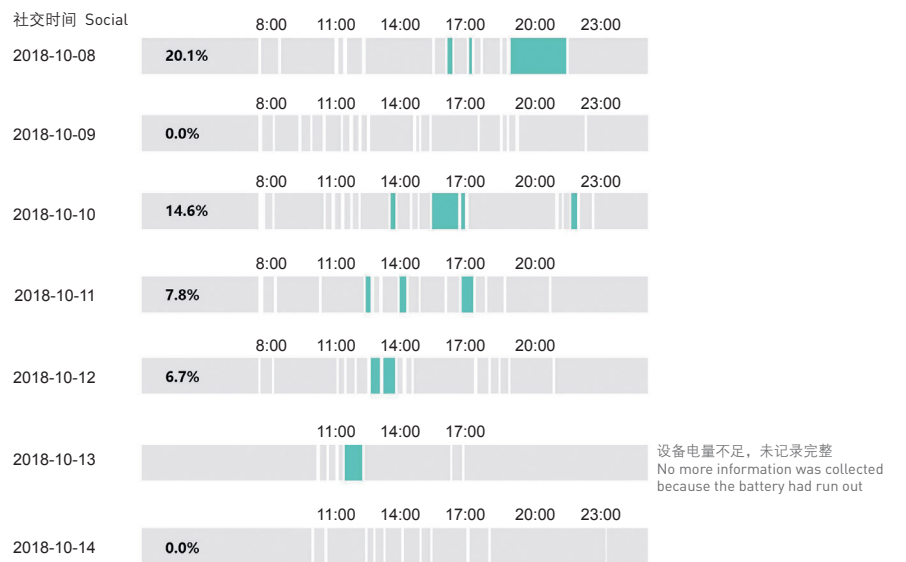 社交时间 Social
8:00 11:00 14:00 17:00 20:00 23:00
2018-10-08 20.1%
8:00 11:00 14:00 17:00 20:00 23:00
2018-10-09 0.0%
8:00 11:00 14:00 17:00 20:00 23:00
2018-10-10 14.6%
8:00 11:00 14:00 17:00 20:00
2018-10-11 7.8%
8:00 11:00 14:00 17:00 20:00
2018-10-12 6.7%
11:00 14:00 17:00
2018-10-13
设备电量不足，未记录完整
No more information was collected
because the battery had run out
11:00 14:00 17:00 20:00 23:00
2018-10-14 0.0%